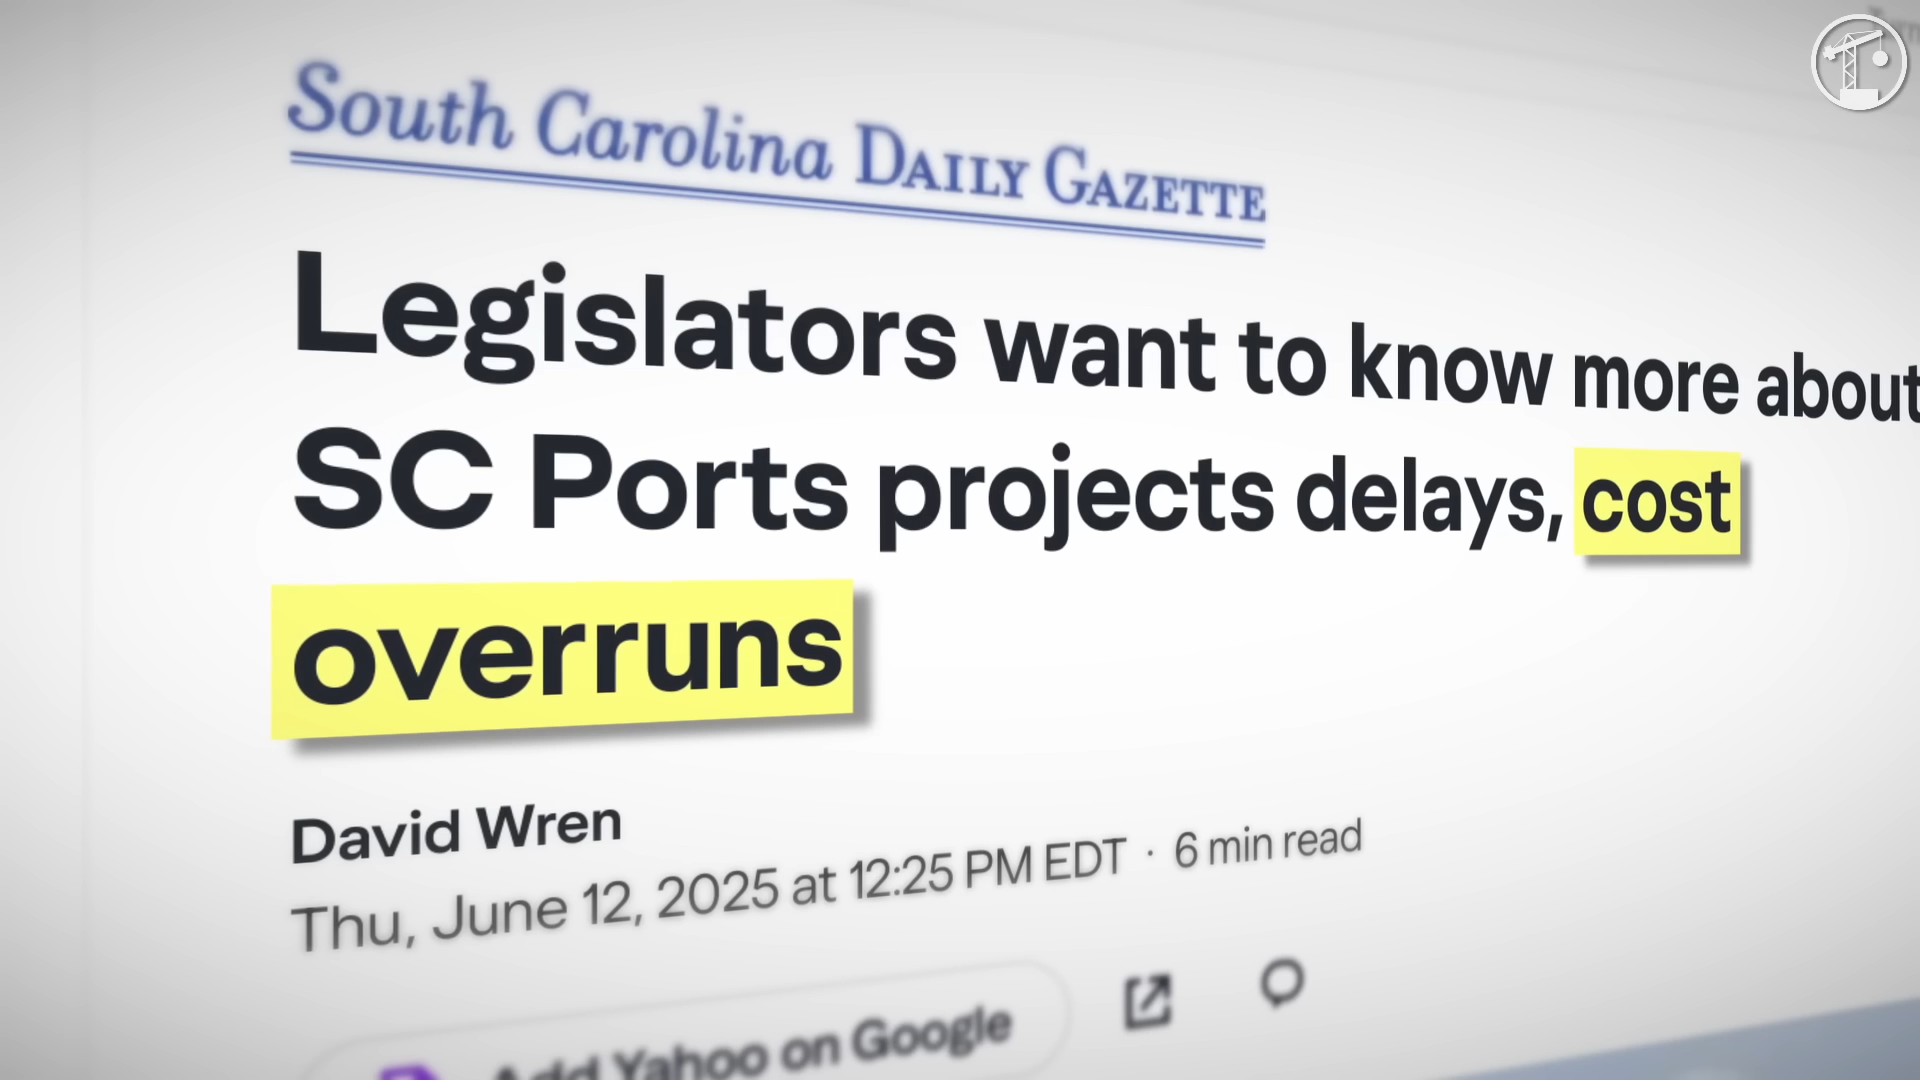 South Carolina DAILY GAZETTE
Legislators want to know more about
SC Ports projects delays, cost
overruns
David Wren
Thu, June 12, 2025 at 12:25 PM EDT · 6 min read
Add Yahoo on Google